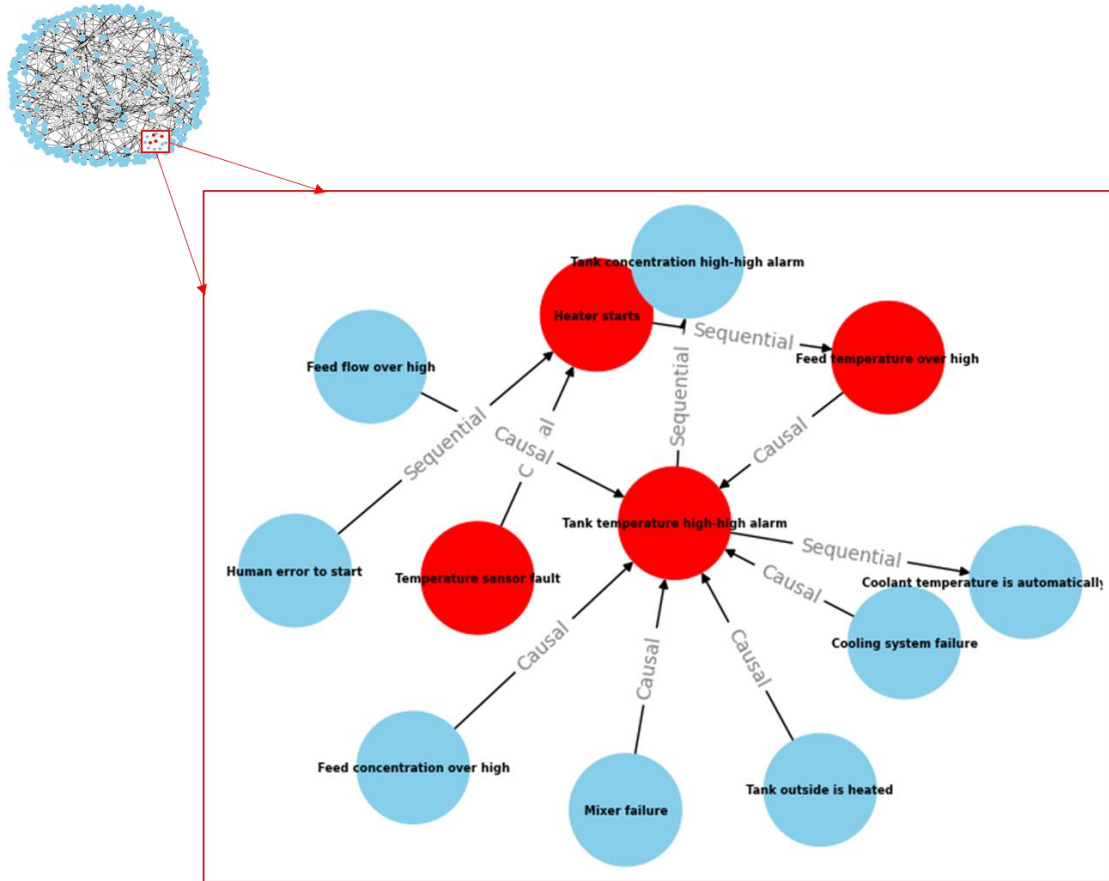 Tank concentration high-high alarm
Heater starts
Sequential
Feed temperature over high
Feed flow over high
Sequential
Causal
Sequential
C al
Causal
Tank temperature high-high alarm
Sequential
Human error to start
Temperature sensor fault
Coolant temperature is automatically
Causal
Cooling system failure
Causal
Causal
Causal
Feed concentration over high
Mixer failure
Tank outside is heated